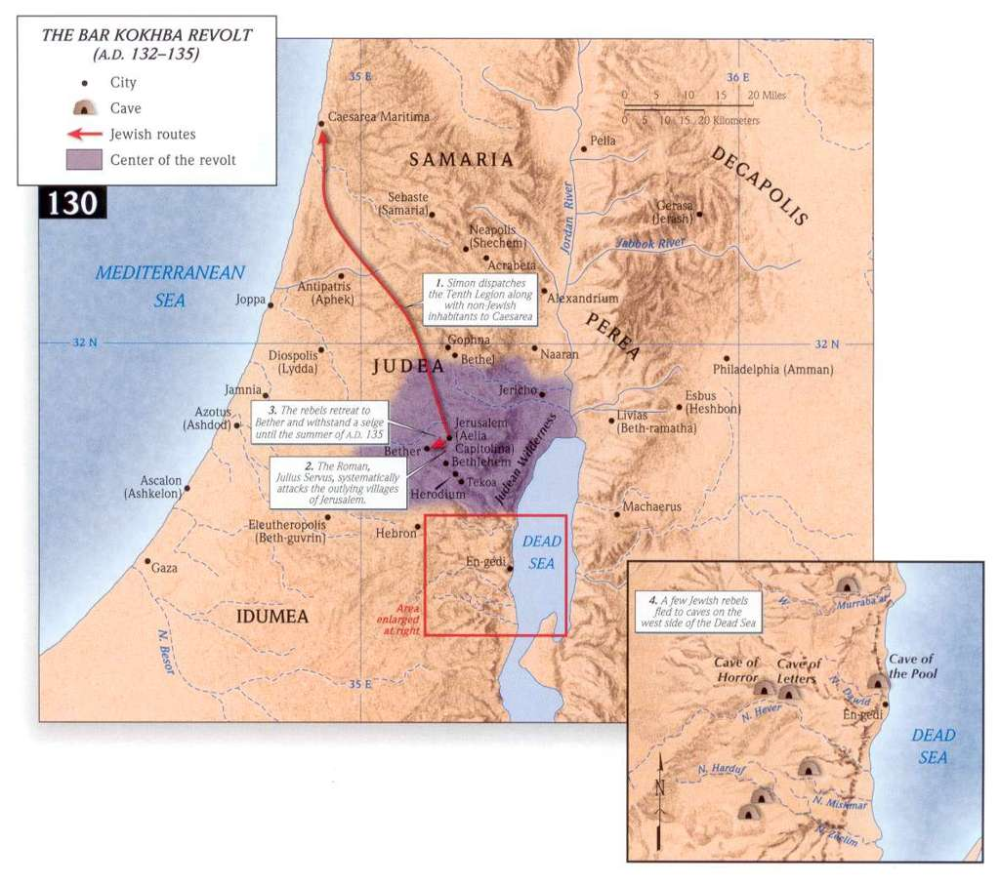 THE BAR KOKHBA REVOLT
(A.D. 132–135)
City
Cave
Jewish routes
Center of the revolt
130
35 E
36 E
0 5 10 15 20 Miles
0 5 10 15 20 Kilometers
Caesarea Maritima
SAMARIA
Pella
DECAPOLIS
Sebaste
(Samaria)
Jordan River
Gerasa
(Jerash)
Neapolis
(Shechem)
Jabbok River
Acrabeta
MEDITERRANEAN
SEA
Antipatris
(Aphek)
1. Simon dispatches
the Tenth Legion along
with non-Jewish
inhabitants to Caesarea
Alexandrium
Joppa
PEREA
32 N
32 N
Gophna
Bethel
Naaran
Diospolis
(Lydda)
JUDEA
Philadelphia (Amman)
Jericho
Jamnia
Esbus
(Heshbon)
Azotus
(Ashdod)
3. The rebels retreat to
Bether and withstand a seige
until the summer of A.D. 135
Livias
(Beth-ramatha)
Jerusalem
(Aelia
Capitolina)
Judean Wilderness
Bether
Bethlehem
2. The Roman,
Julius Servus, systematically
attacks the outlying villages
of Jerusalem.
Tekoa
Herodium
Ascalon
(Ashkelon)
Machaerus
Eleutheropolis
(Beth-guvrin)
Hebron
DEAD
SEA
En-gedi
Gaza
Area
enlarged
at right
IDUMEA
N. Besor
35 E
4. A few Jewish rebels
fled to caves on the
west side of the Dead Sea
W. Murraba'at
Cave of
Horror
Cave of
Letters
Cave of
the Pool
N. Dawid
En-gedi
N. Hever
DEAD
SEA
N. Harduf
N
N. Mishmar
N. Zeelim